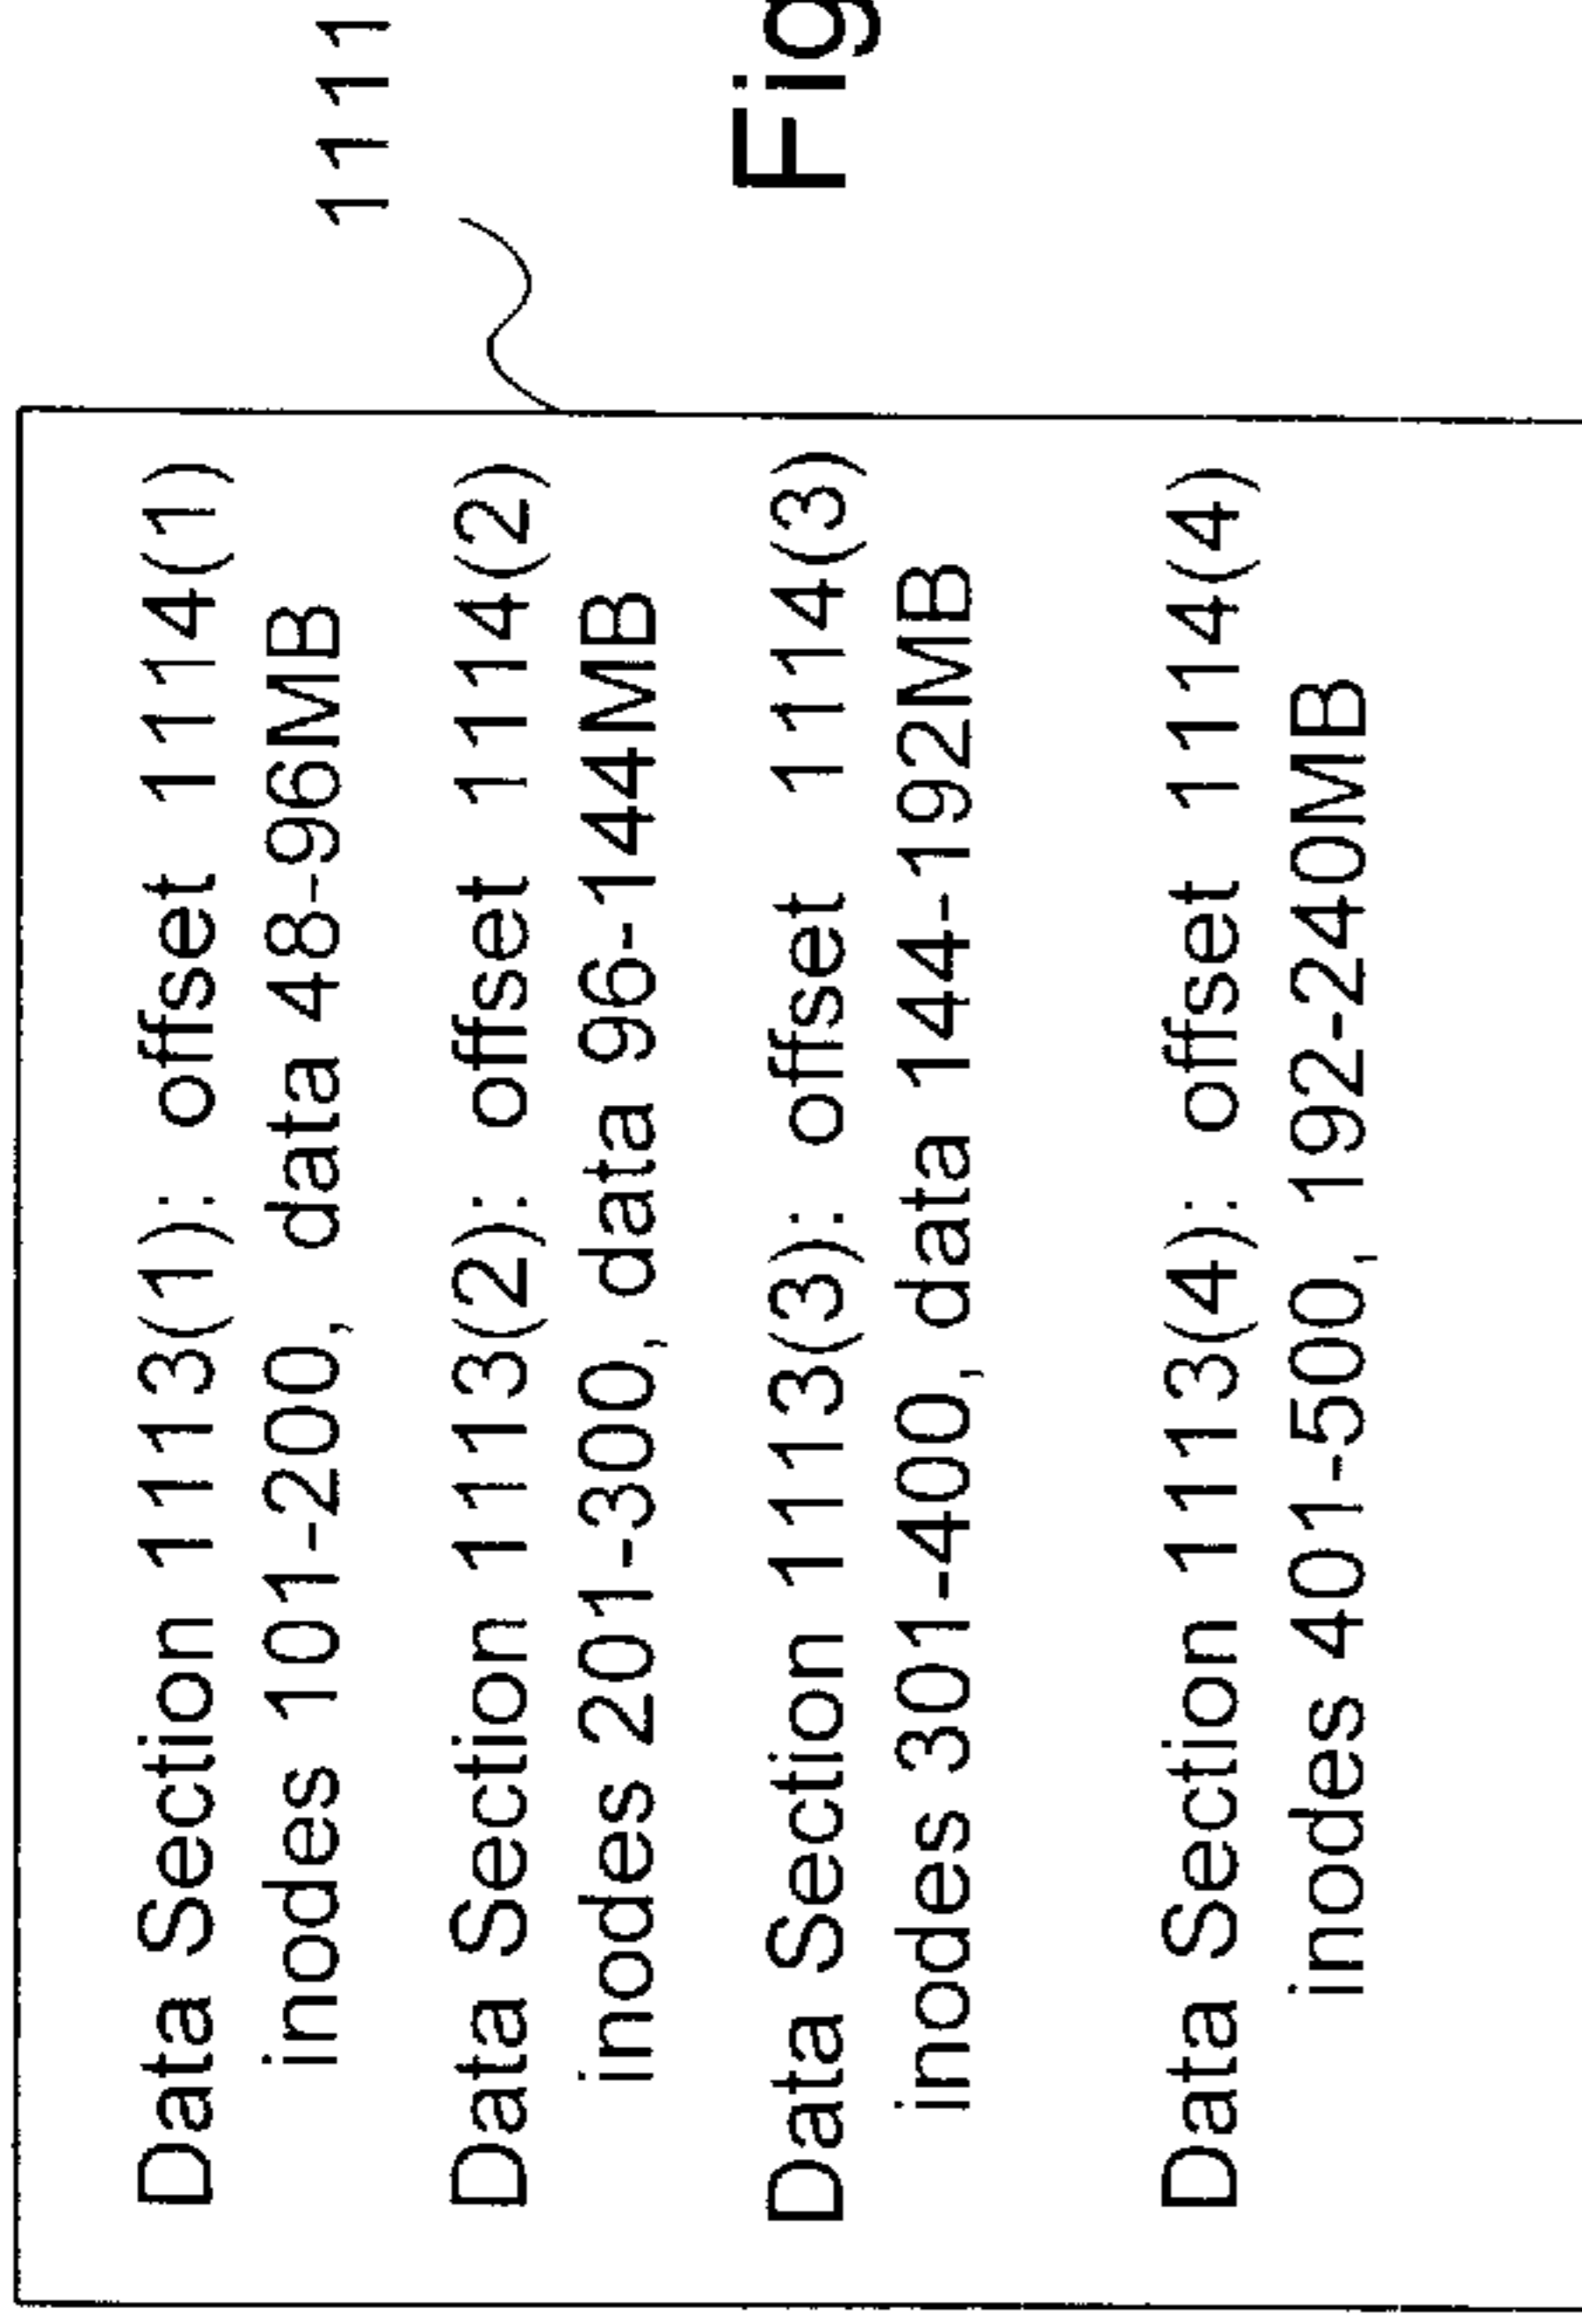 Data Section 1113(1): offset 1114(1)
inodes 101-200, data 48-96MB
Data Section 1113(2): offset 1114(2)
inodes 201-300, data 96-144MB
Data Section 1113(3): offset 1114(3)
inodes 301-400, data 144-192MB
Data Section 1113(4): offset 1114(4)
inodes 401-500, 192-240MB
1111
Fig